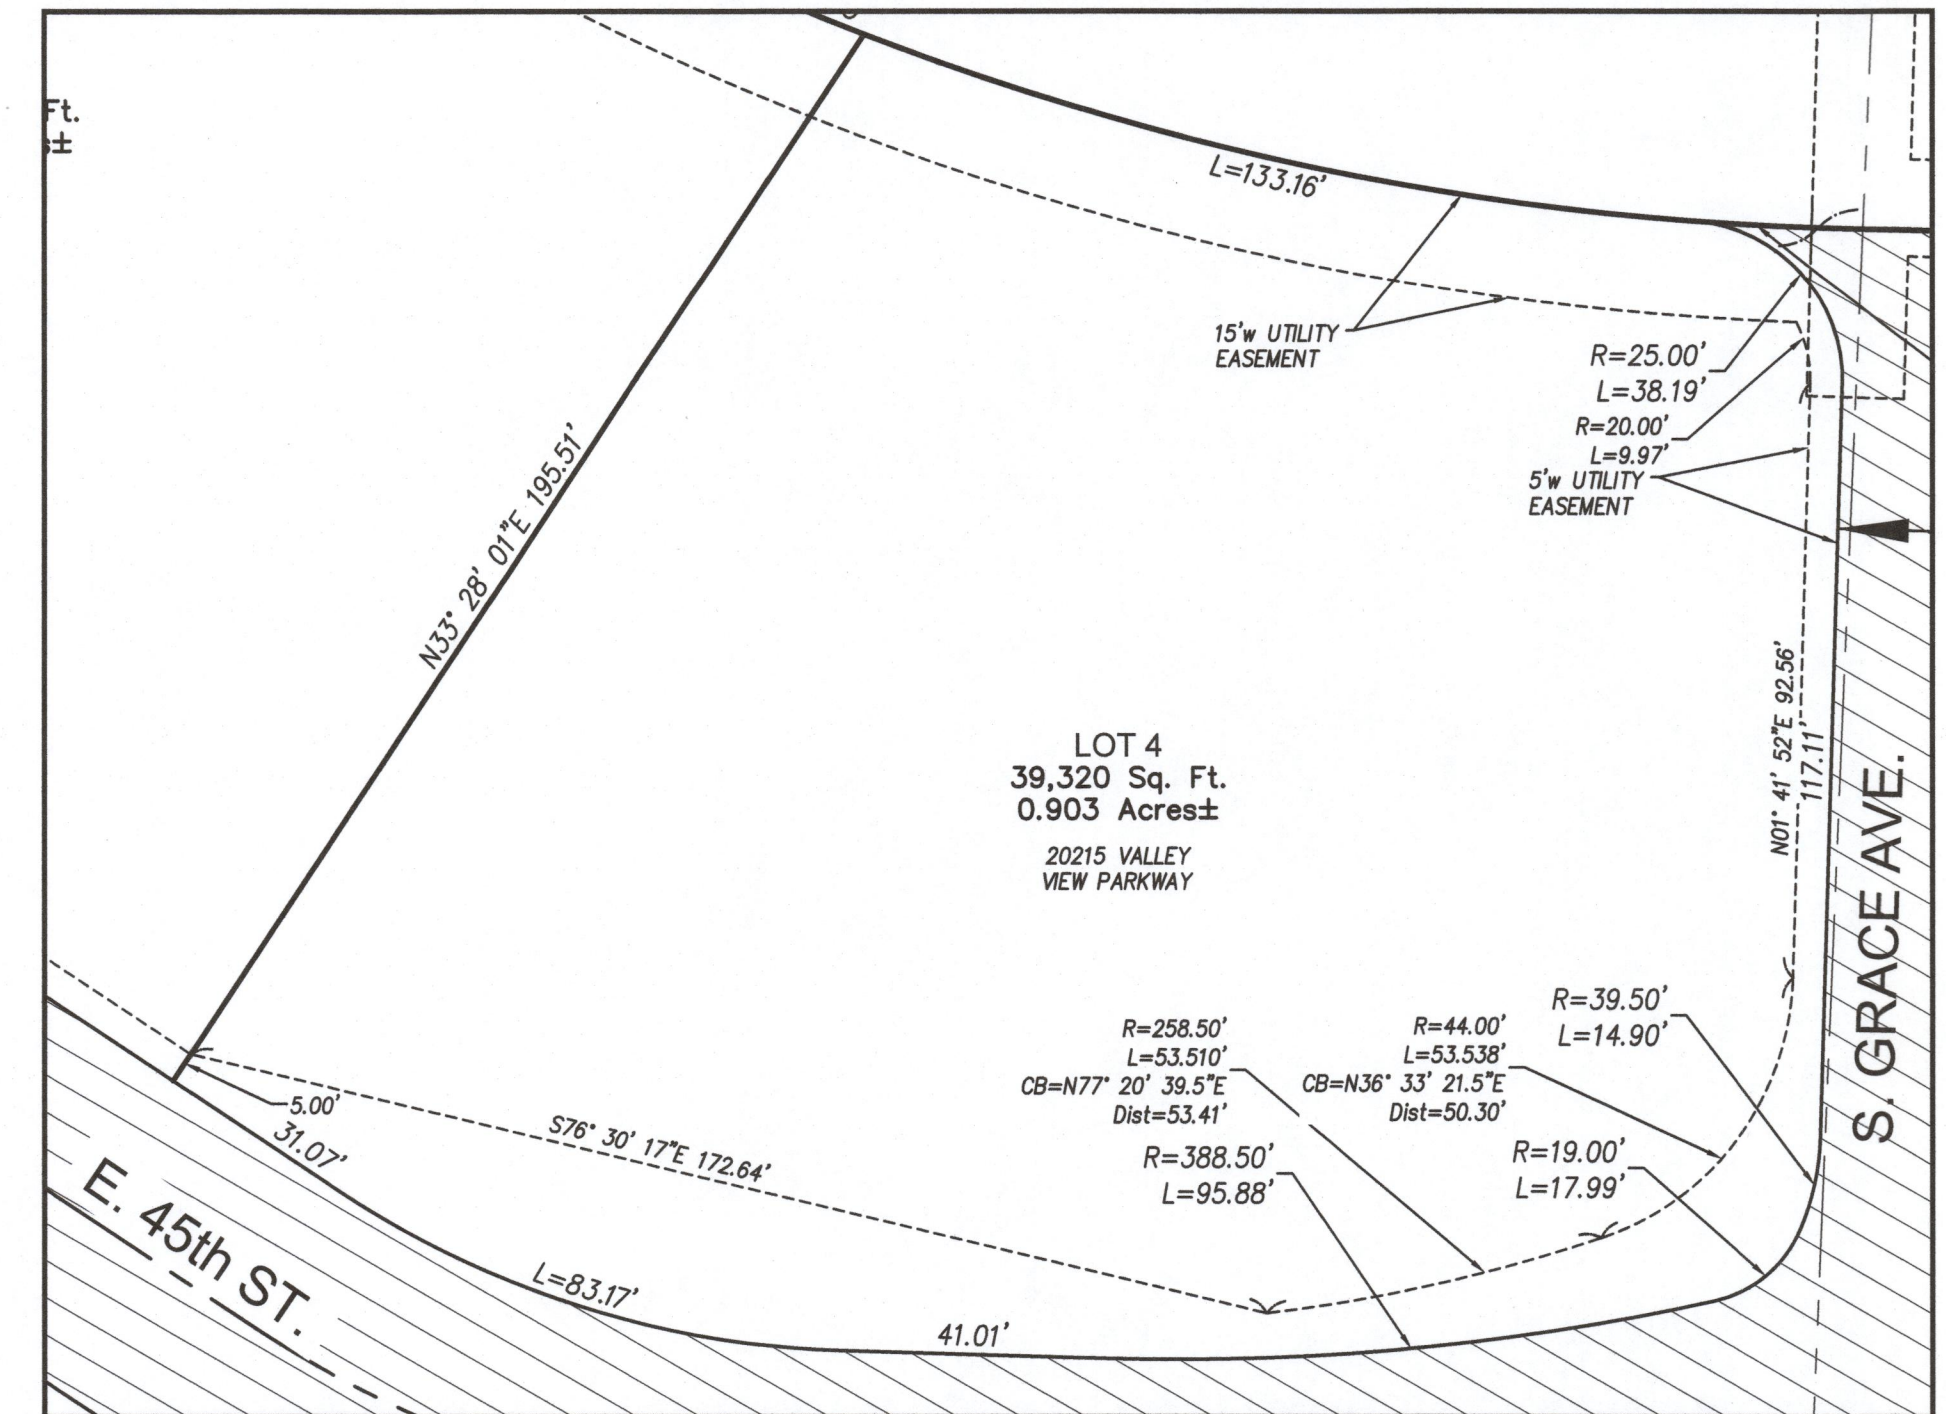 Ft.
s±
L=133.16'
15'w UTILITY
EASEMENT
R=25.00'
L=38.19'
R=20.00'
L=9.97'
5'w UTILITY
EASEMENT
N33° 28' 01"E 195.51'
N01° 41' 52"E 92.56'
117.11'
LOT 4
39,320 Sq. Ft.
0.903 Acres±
20215 VALLEY
VIEW PARKWAY
S. GRACE AVE.
R=39.50'
L=14.90'
R=258.50'
L=53.510'
CB=N77° 20' 39.5"E
Dist=53.41'
R=44.00'
L=53.538'
CB=N36° 33' 21.5"E
Dist=50.30'
R=388.50'
L=95.88'
R=19.00'
L=17.99'
5.00'
31.07'
S76° 30' 17"E 172.64'
E. 45th ST.
L=83.17'
41.01'